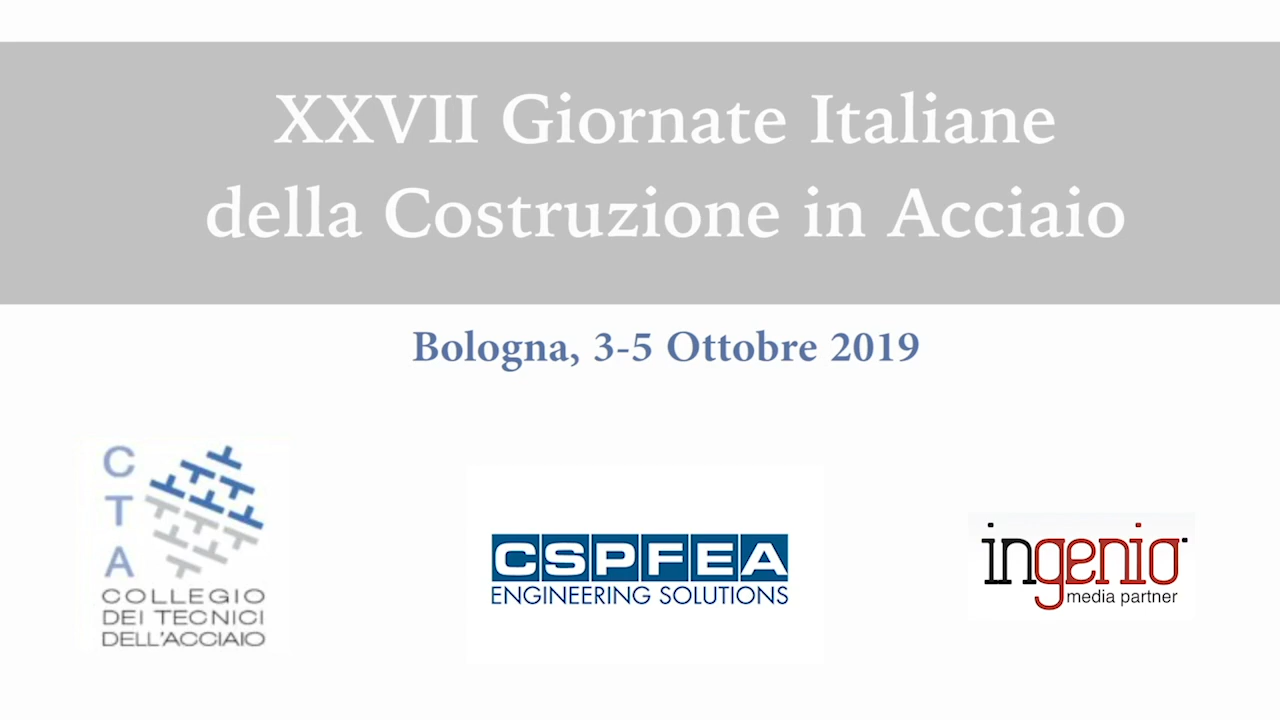 XXVII Giornate Italiane
della Costruzione in Acciaio
Bologna, 3-5 Ottobre 2019
CTA
COLLEGIO
DEI TECNICI
DELL'ACCIAIO
CSPFEA
ENGINEERING SOLUTIONS
ingenio
media partner